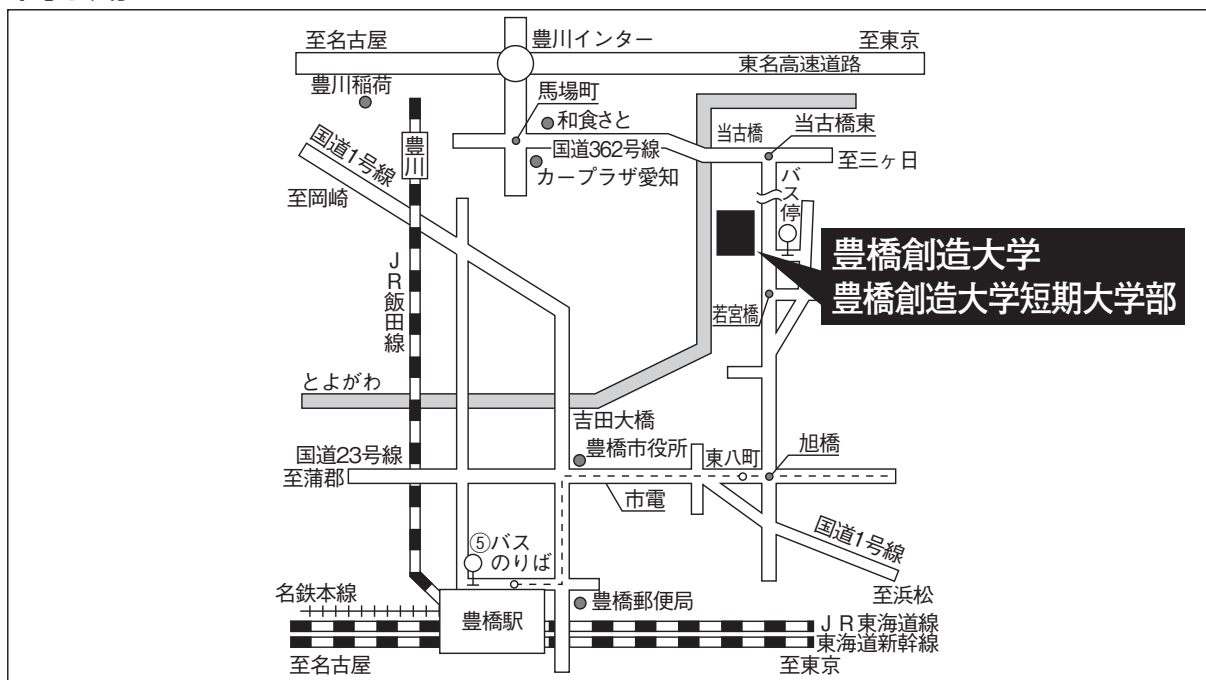 至名古屋
豊川インター
至東京
東名高速道路
豊川稲荷
馬場町
和食さと
当古橋
当古橋東
国道1号線
豊川
国道362号線
至三ヶ日
カープラザ愛知
バス停
至岡崎
豊橋創造大学
豊橋創造大学短期大学部
JR飯田線
若宮橋
とよがわ
吉田大橋
国道23号線
豊橋市役所
東八町
旭橋
至蒲郡
市電
国道1号線
⑤バス
のりば
至浜松
名鉄本線
豊橋駅
豊橋郵便局
JR東海道線
東海道新幹線
至名古屋
至東京